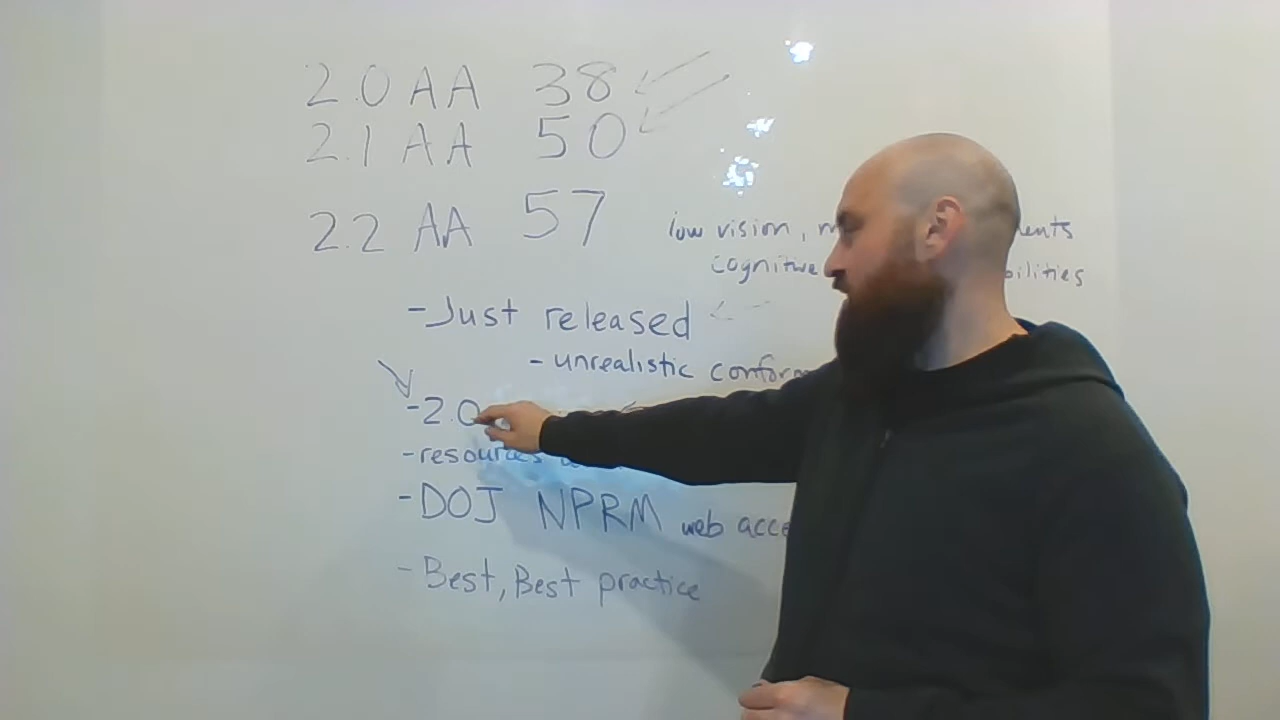 2.0 AA 38
2.1 AA 50
2.2 AA 57
low vision,
cognitive
- Just released
- unrealistic
- 2.0
- resources
- DOJ NPRM web
- Best, Best practice